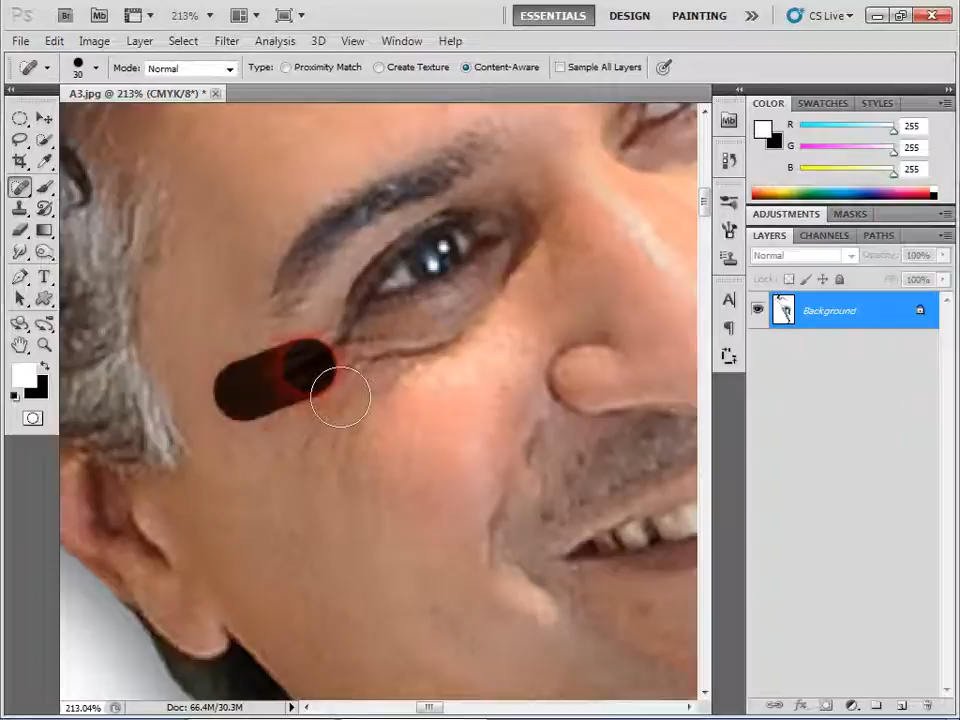 Ps Br Mb 213% ESSENTIALS DESIGN PAINTING CS Live
File Edit Image Layer Select Filter Analysis 3D View Window Help
30 Mode: Normal Type: Proximity Match Create Texture Content-Aware Sample All Layers
A3.jpg @ 213% (CMYK/8*) *
COLOR SWATCHES STYLES
R 255
G 255
B 255
ADJUSTMENTS MASKS
LAYERS CHANNELS PATHS
Normal Opacity: 100%
Lock: Fill: 100%
Background
Mb
A
T
213.04% Doc: 66.4M/30.3M